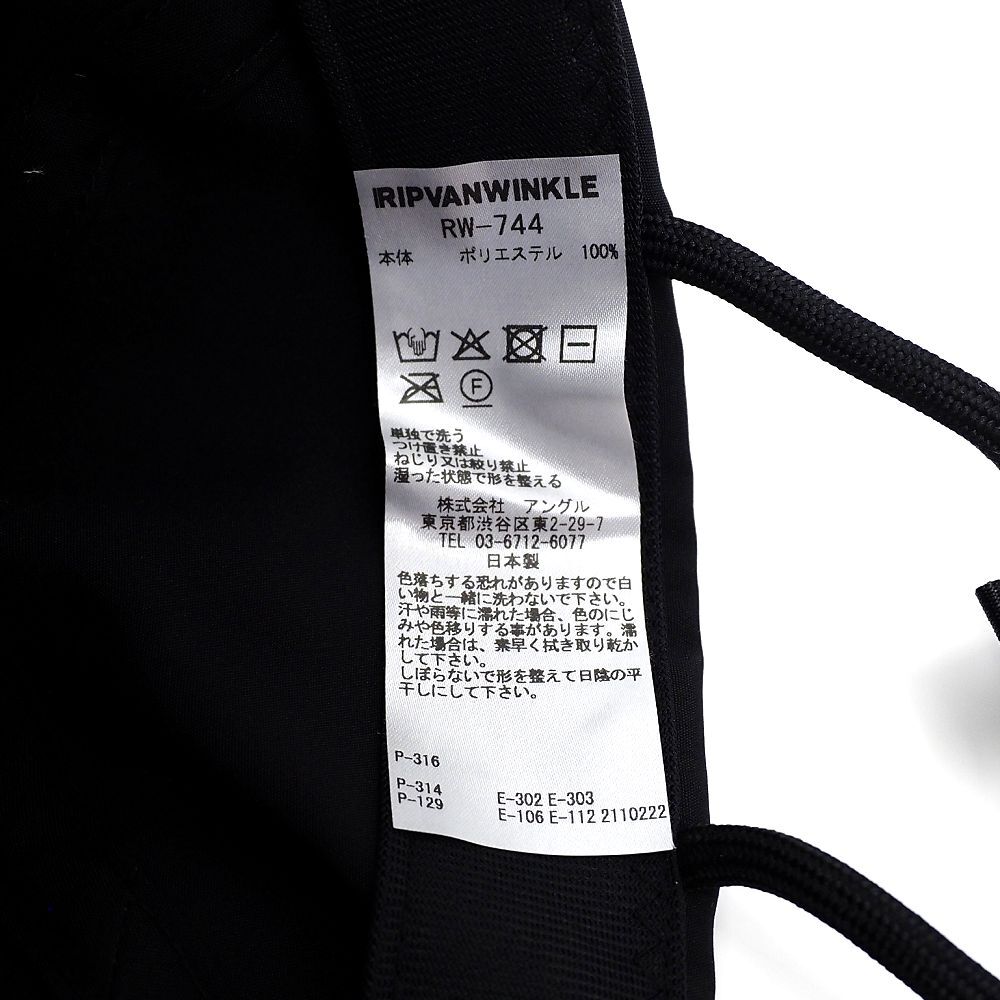 RIPVANWINKLE
RW-744
本体 ポリエステル 100%
F
単独で洗う
つけ置き禁止
ねじり又は絞り禁止
湿った状態で形を整える
株式会社 アングル
東京都渋谷区東2-29-7
TEL 03-6712-6077
日本製
色落ちする恐れがありますので白
い物と一緒に洗わないで下さい。
汗や雨等に濡れた場合、色のにじ
みや色移りする事があります。濡
れた場合は、素早く拭き取り乾か
して下さい。
しぼらないで形を整えて日陰の平
干しにして下さい。
P-316
P-314
P-129 E-302 E-303
E-106 E-112 2110222